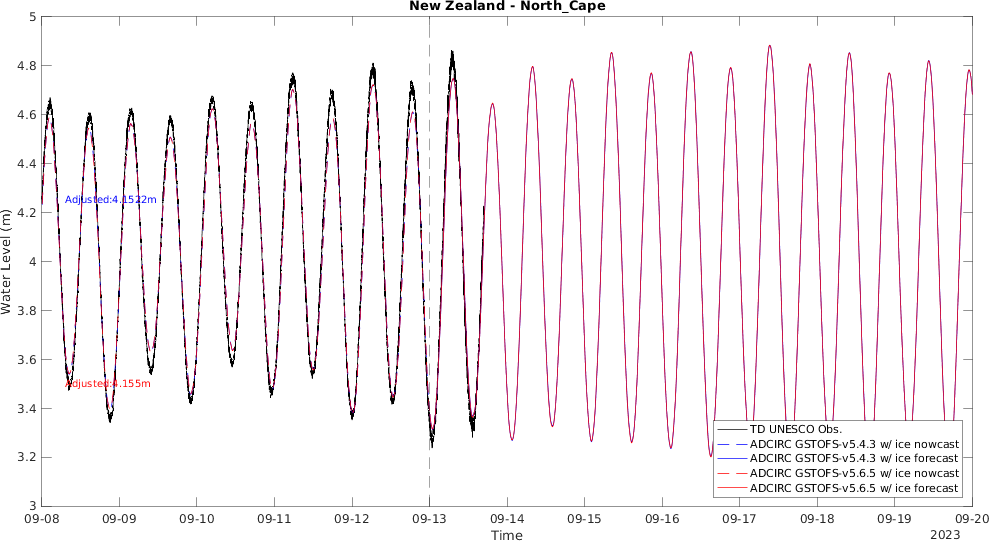 New Zealand - North_Cape
5
4.8
4.6
4.4
4.2
4
3.8
3.6
3.4
3.2
3
Water Level (m)
Adjusted:4.1522m
Adjusted:4.155m
TD UNESCO Obs.
ADCIRC GSTOFS-v5.4.3 w/ ice nowcast
ADCIRC GSTOFS-v5.4.3 w/ ice forecast
ADCIRC GSTOFS-v5.6.5 w/ ice nowcast
ADCIRC GSTOFS-v5.6.5 w/ ice forecast
09-08 09-09 09-10 09-11 09-12 09-13 09-14 09-15 09-16 09-17 09-18 09-19 09-20
Time
2023